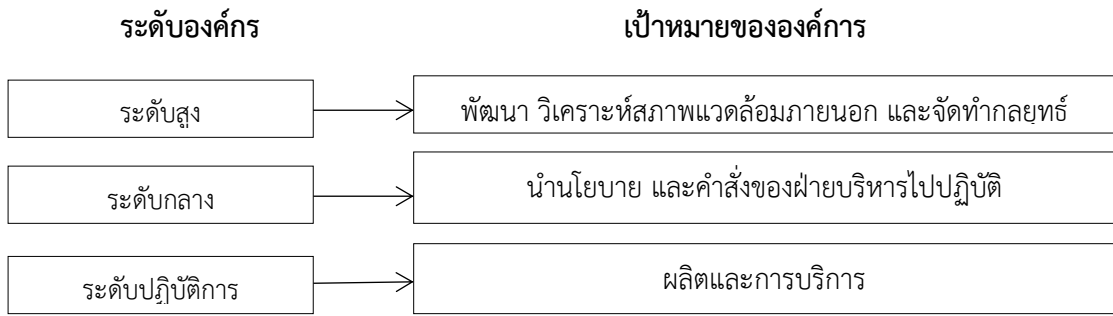 ระดับองค์กร เป้าหมายขององค์การ
ระดับสูง พัฒนา วิเคราะห์สภาพแวดล้อมภายนอก และจัดทำกลยุทธ์
ระดับกลาง นำนโยบาย และคำสั่งของฝ่ายบริหารไปปฏิบัติ
ระดับปฏิบัติการ ผลิตและการบริการ